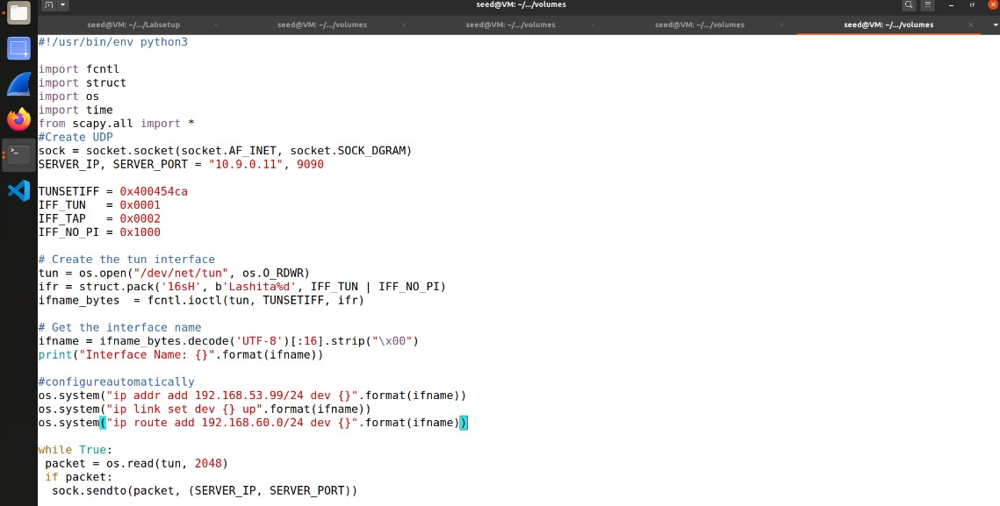 seed@VM: ~/.../volumes
seed@VM: ~/.../Labsetup
seed@VM: ~/.../volumes
seed@VM: ~/.../volumes
seed@VM: ~/.../volumes
seed@VM: ~/.../volumes
#!/usr/bin/env python3
import fcntl
import struct
import os
import time
from scapy.all import *
#Create UDP
sock = socket.socket(socket.AF_INET, socket.SOCK_DGRAM)
SERVER_IP, SERVER_PORT = "10.9.0.11", 9090
TUNSETIFF = 0x400454ca
IFF_TUN   = 0x0001
IFF_TAP   = 0x0002
IFF_NO_PI = 0x1000
# Create the tun interface
tun = os.open("/dev/net/tun", os.O_RDWR)
ifr = struct.pack('16sH', b'Lashita%d', IFF_TUN | IFF_NO_PI)
ifname_bytes  = fcntl.ioctl(tun, TUNSETIFF, ifr)
# Get the interface name
ifname = ifname_bytes.decode('UTF-8')[:16].strip("\x00")
print("Interface Name: {}".format(ifname))
#configureautomatically
os.system("ip addr add 192.168.53.99/24 dev {}".format(ifname))
os.system("ip link set dev {} up".format(ifname))
os.system("ip route add 192.168.60.0/24 dev {}".format(ifname))
while True:
 packet = os.read(tun, 2048)
 if packet:
  sock.sendto(packet, (SERVER_IP, SERVER_PORT))